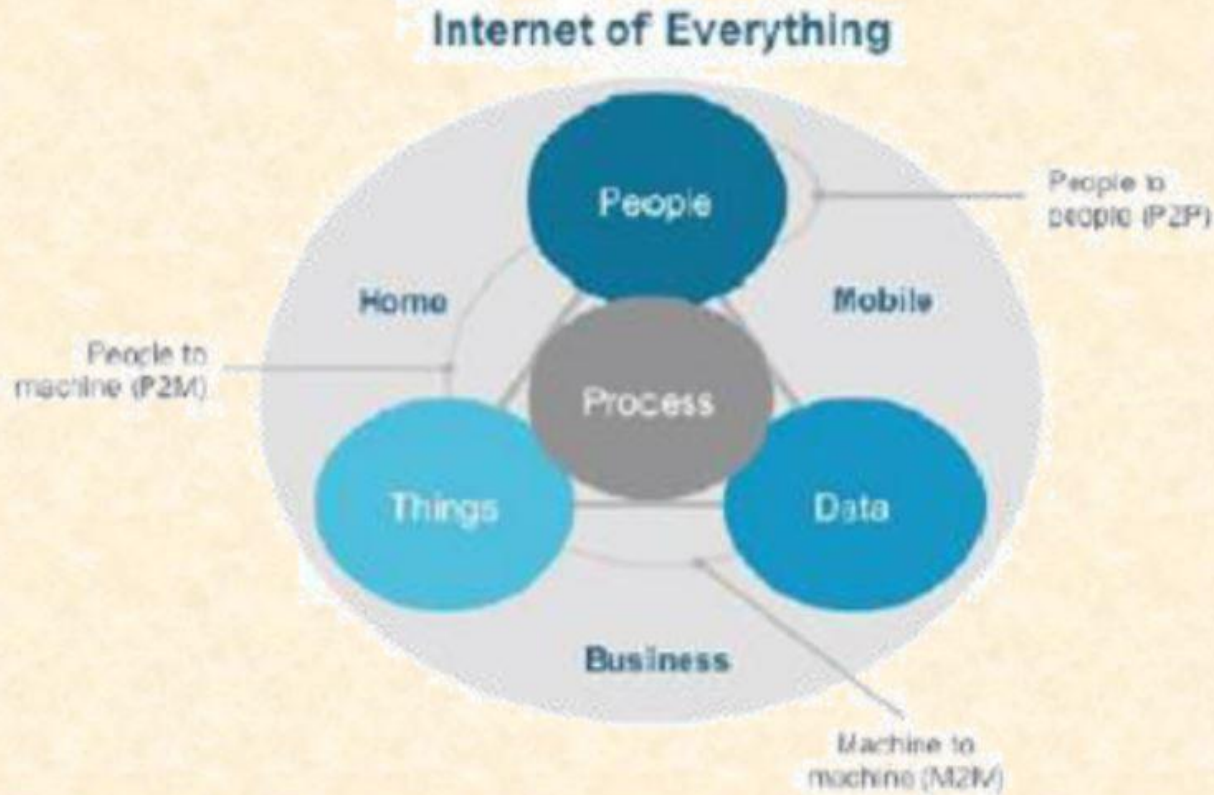 Internet of Everything
People
People to
people (P2P)
Home
Mobile
People to
machine (P2M)
Process
Things
Data
Business
Machine to
machine (M2M)